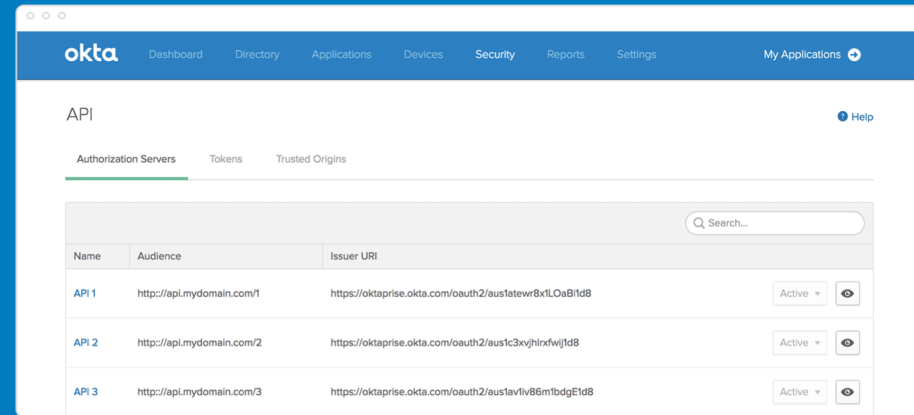 okta Dashboard Directory Applications Devices Security Reports Settings My Applications
API
? Help
Authorization Servers Tokens Trusted Origins
Search...
Name Audience Issuer URI
API 1 http:://api.mydomain.com/1 https://oktaprise.okta.com/oauth2/aus1atewr8x1LOaBi1d8 Active
API 2 http:://api.mydomain.com/2 https://oktaprise.okta.com/oauth2/aus1c3xvjhlrxfwij1d8 Active
API 3 http:://api.mydomain.com/3 https://oktaprise.okta.com/oauth2/aus1av1iv86m1bdgE1d8 Active